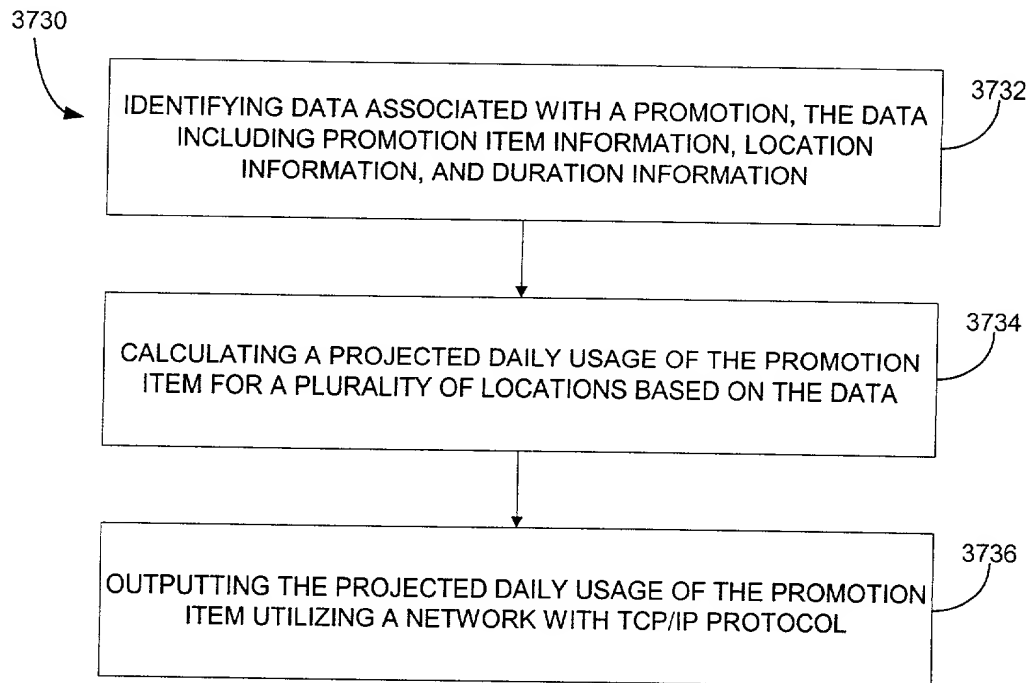 3730
IDENTIFYING DATA ASSOCIATED WITH A PROMOTION, THE DATA
INCLUDING PROMOTION ITEM INFORMATION, LOCATION
INFORMATION, AND DURATION INFORMATION
3732
CALCULATING A PROJECTED DAILY USAGE OF THE PROMOTION
ITEM FOR A PLURALITY OF LOCATIONS BASED ON THE DATA
3734
OUTPUTTING THE PROJECTED DAILY USAGE OF THE PROMOTION
ITEM UTILIZING A NETWORK WITH TCP/IP PROTOCOL
3736